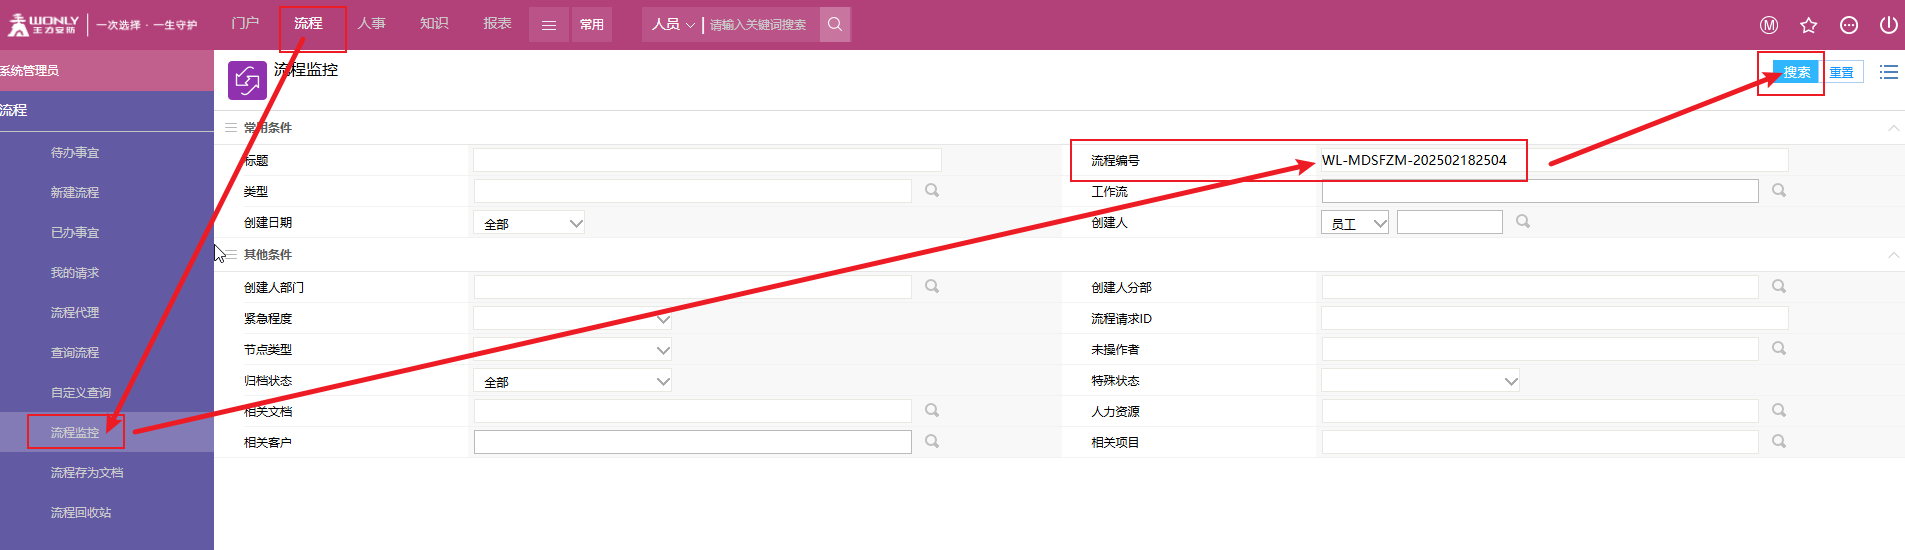 WONLY 王力安防 一次选择 · 一生守护 门户 流程 人事 知识 报表 常用 人员 请输入关键词搜索 M
系统管理员
流程
待办事宜
新建流程
已办事宜
我的请求
流程代理
查询流程
自定义查询
流程监控
流程存为文档
流程回收站
流程监控 搜索 重置
常用条件
标题 流程编号 WL-MDSFZM-202502182504
类型 工作流
创建日期 全部 创建人 员工
其他条件
创建人部门 创建人分部
紧急程度 流程请求ID
节点类型 未操作者
归档状态 全部 特殊状态
相关文档 人力资源
相关客户 相关项目